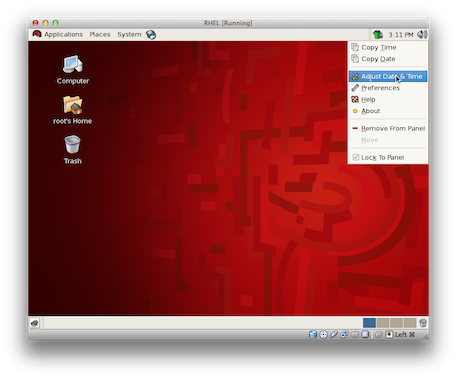 RHEL [Running]
Applications Places System 3:11 PM
Copy Time
Copy Date
Adjust Date & Time
Preferences
Help
About
Remove From Panel
Move
Lock To Panel
Computer
root's Home
Trash
Left ⌘